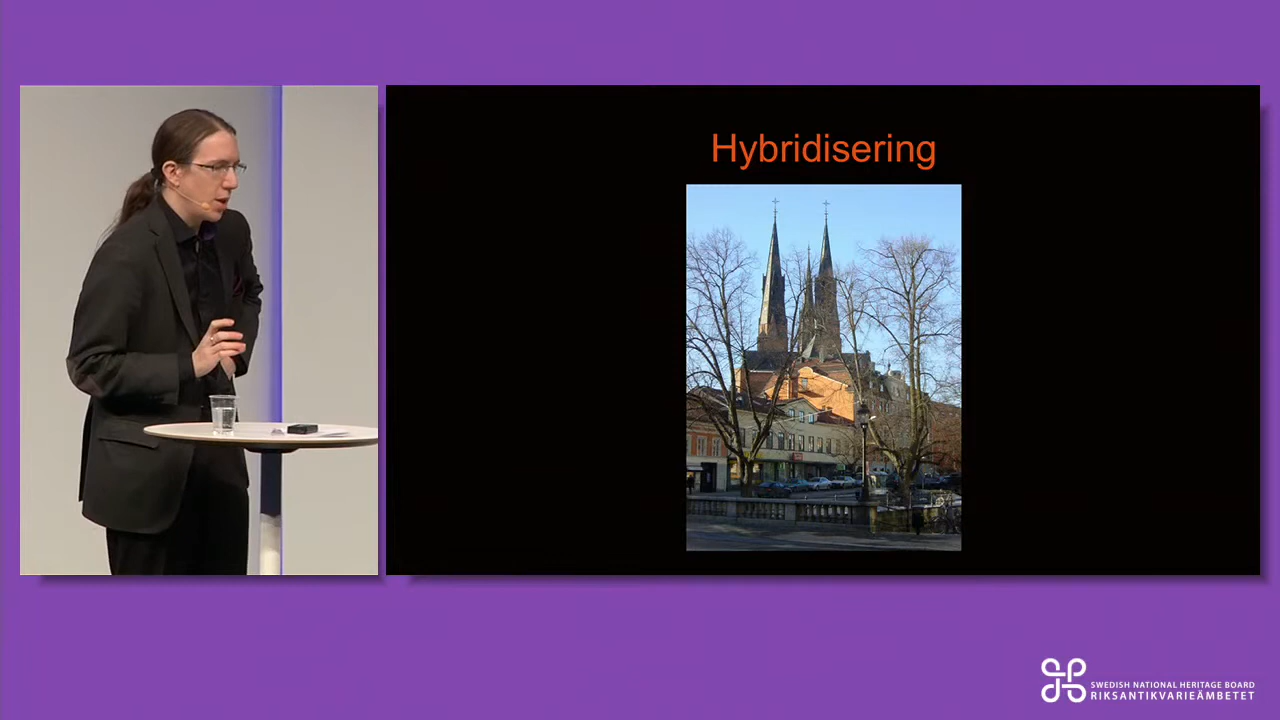 Hybridisering
SWEDISH NATIONAL HERITAGE BOARD
RIKSANTIKVARIEÄMBETET